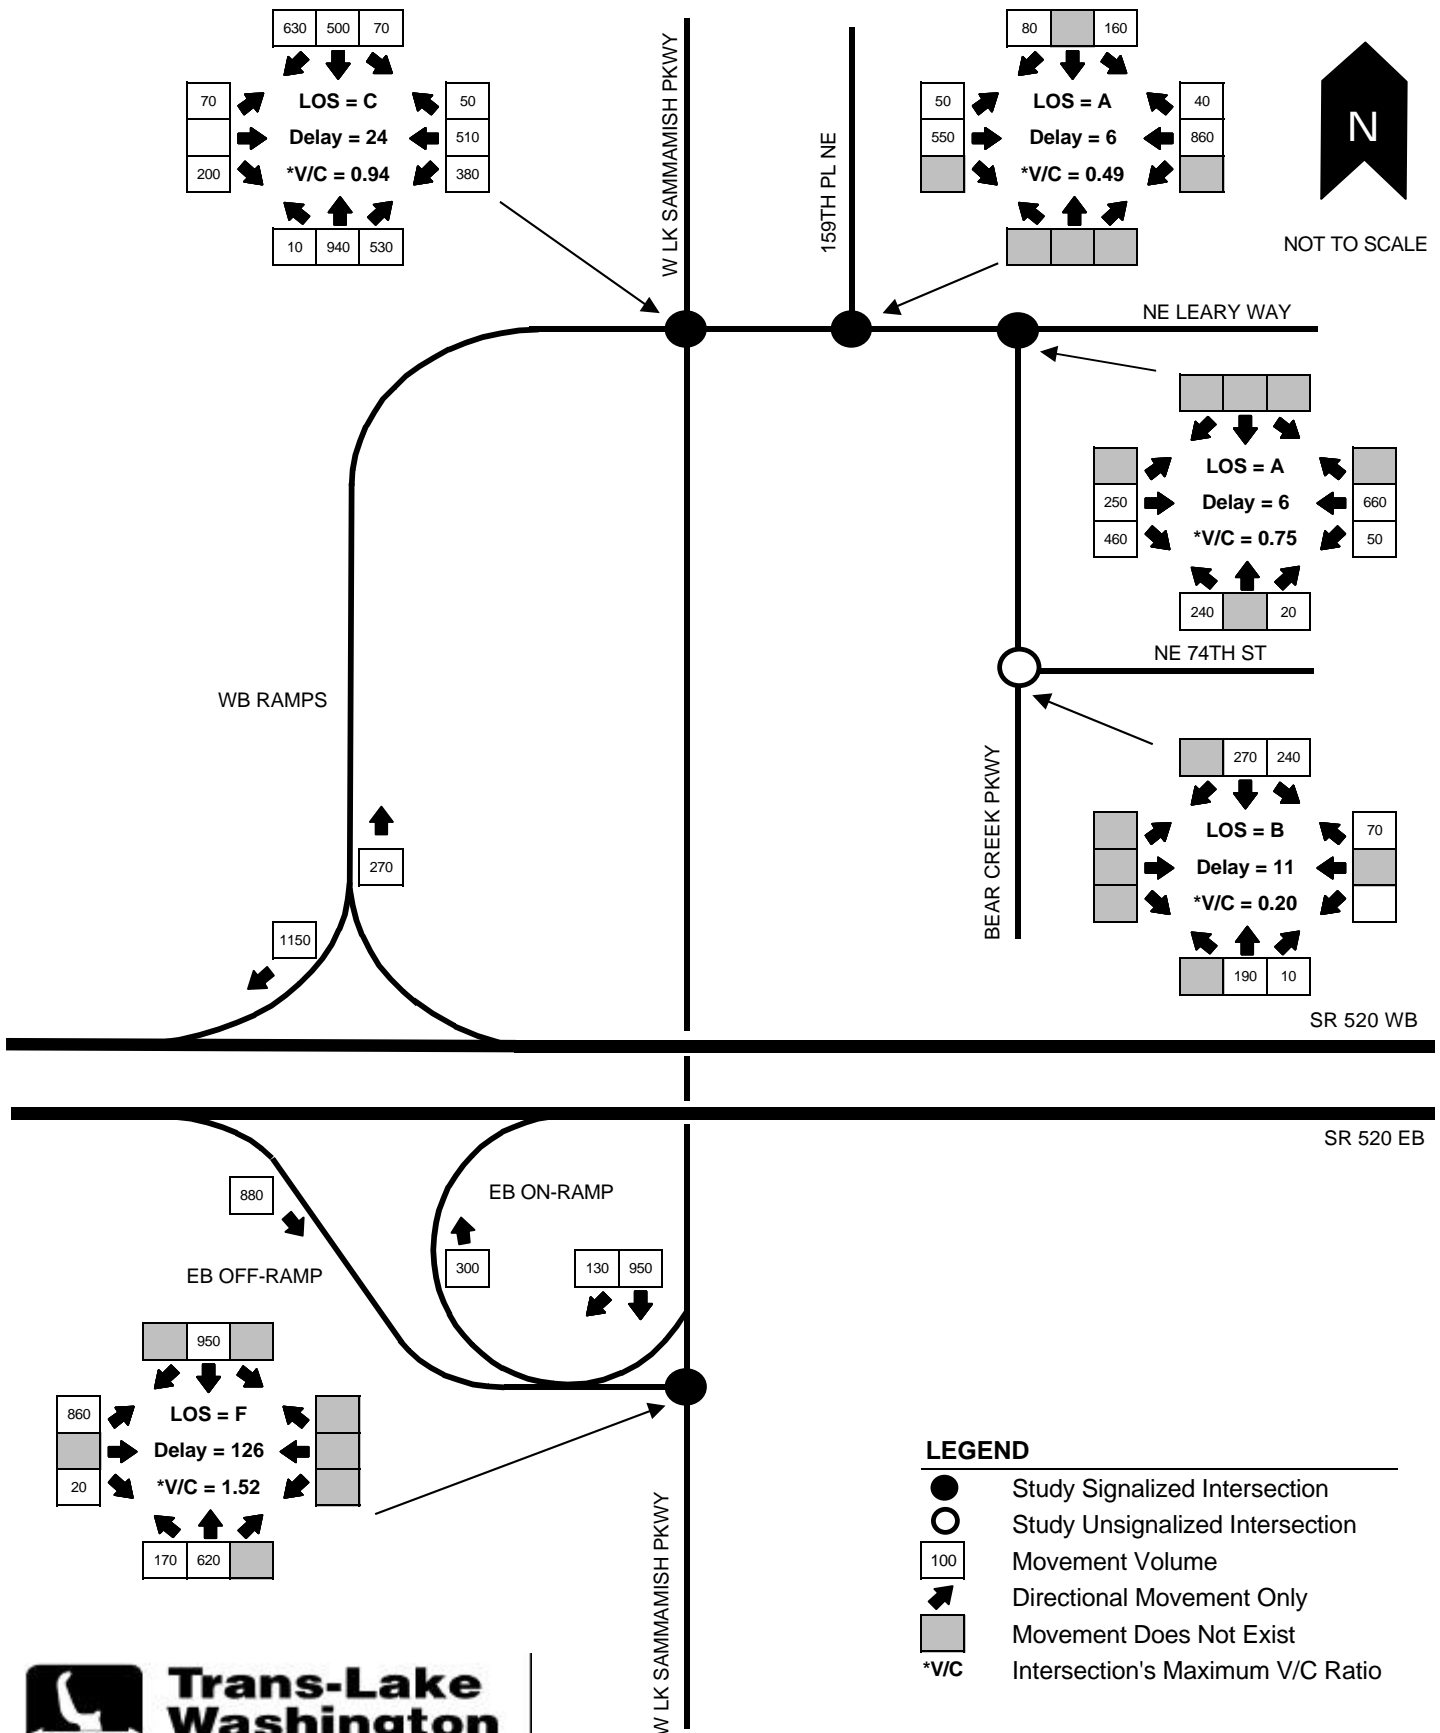 630 500 70
70
200
LOS = C
Delay = 24
*V/C = 0.94
50
510
380
10 940 530
W LK SAMMAMISH PKWY
159TH PL NE
80 160
50
550
LOS = A
Delay = 6
*V/C = 0.49
40
860
N
NOT TO SCALE
NE LEARY WAY
250
460
LOS = A
Delay = 6
*V/C = 0.75
660
50
240 20
NE 74TH ST
WB RAMPS
BEAR CREEK PKWY
270 240
LOS = B
Delay = 11
*V/C = 0.20
70
190 10
270
1150
SR 520 WB
SR 520 EB
880
EB ON-RAMP
EB OFF-RAMP
300
130 950
950
860
20
LOS = F
Delay = 126
*V/C = 1.52
170 620
W LK SAMMAMISH PKWY
LEGEND
Study Signalized Intersection
Study Unsignalized Intersection
100 Movement Volume
Directional Movement Only
Movement Does Not Exist
*V/C Intersection's Maximum V/C Ratio
Trans-Lake
Washington